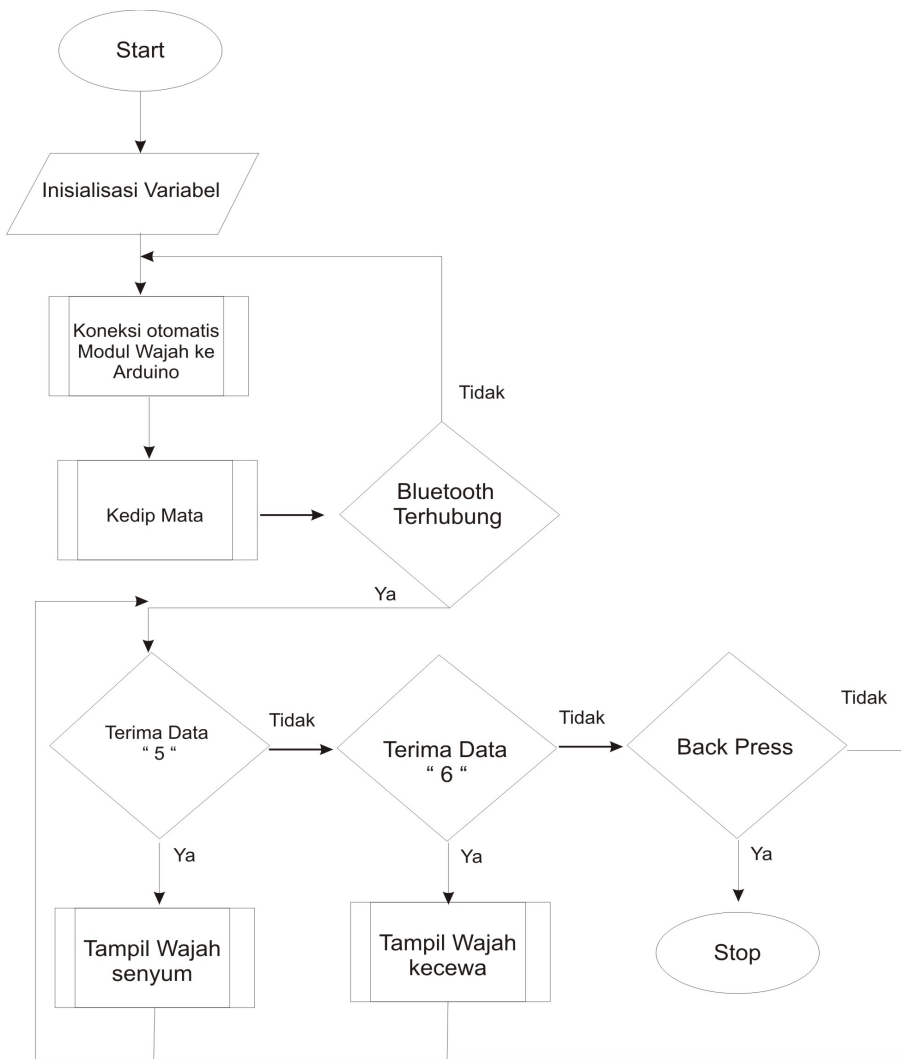 Start
Inisialisasi Variabel
Koneksi otomatis
Modul Wajah ke
Arduino
Tidak
Kedip Mata
Bluetooth
Terhubung
Ya
Terima Data
“ 5 “
Tidak
Terima Data
“ 6 “
Tidak
Back Press
Tidak
Ya
Ya
Ya
Tampil Wajah
senyum
Tampil Wajah
kecewa
Stop